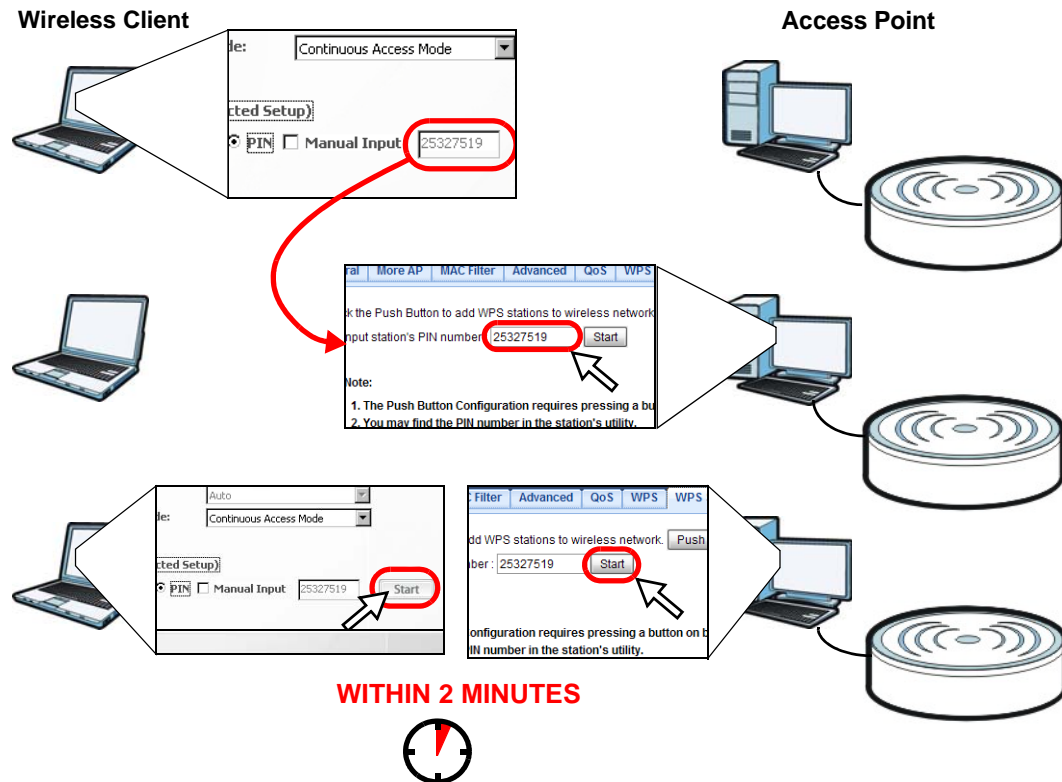 Wireless Client
Access Point
de:
Continuous Access Mode
cted Setup)
PIN
Manual Input
25327519
ral
More AP
MAC Filter
Advanced
QoS
WPS
ck the Push Button to add WPS stations to wireless network
nput station's PIN number:
25327519
Start
Note:
1. The Push Button Configuration requires pressing a bu
2. You may find the PIN number in the station's utility.
Auto
de:
Continuous Access Mode
cted Setup)
PIN
Manual Input
25327519
Start
C Filter
Advanced
QoS
WPS
WPS
dd WPS stations to wireless network.
Push
ber :
25327519
Start
onfiguration requires pressing a button on b
IN number in the station's utility.
WITHIN 2 MINUTES